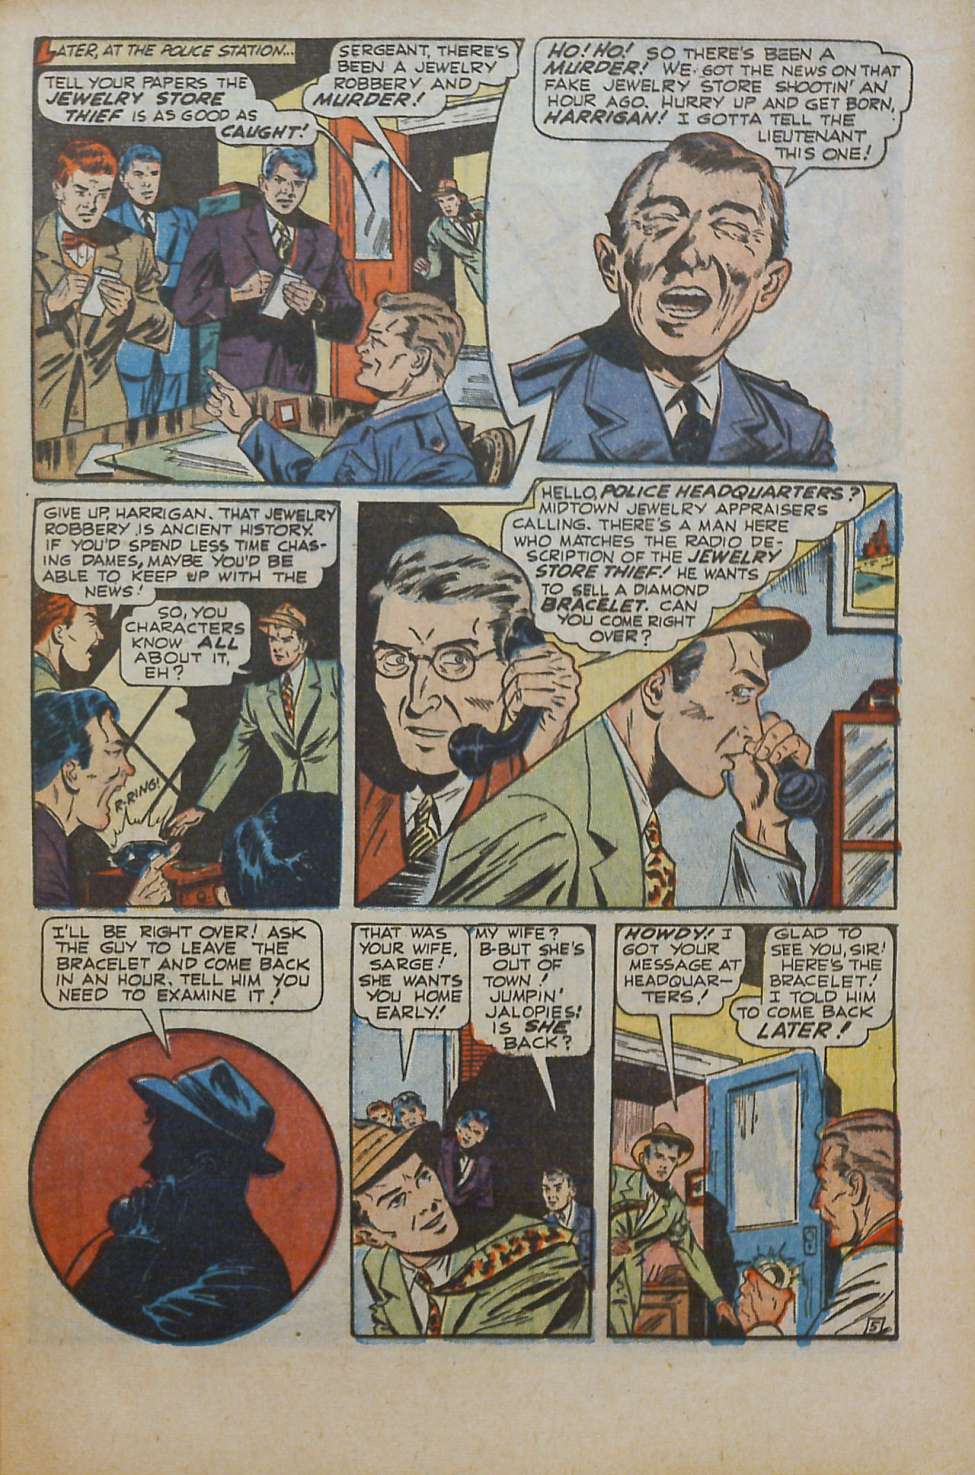 LATER, AT THE POLICE STATION...
TELL YOUR PAPERS THE
JEWELRY STORE
THIEF IS AS GOOD AS
CAUGHT!
SERGEANT, THERE'S
BEEN A JEWELRY
ROBBERY AND
MURDER!
HO! HO! SO THERE'S BEEN A
MURDER! WE GOT THE NEWS ON THAT
FAKE JEWELRY STORE SHOOTIN' AN
HOUR AGO. HURRY UP AND GET BORN,
HARRIGAN! I GOTTA TELL THE
LIEUTENANT
THIS ONE!
GIVE UP, HARRIGAN. THAT JEWELRY
ROBBERY IS ANCIENT HISTORY.
IF YOU'D SPEND LESS TIME CHAS-
ING DAMES, MAYBE YOU'D BE
ABLE TO KEEP UP WITH THE
NEWS!
SO, YOU
CHARACTERS
KNOW ALL
ABOUT IT,
EH?
R-RING!
HELLO, POLICE HEADQUARTERS?
MIDTOWN JEWELRY APPRAISERS
CALLING. THERE'S A MAN HERE
WHO MATCHES THE RADIO DE-
SCRIPTION OF THE JEWELRY
STORE THIEF! HE WANTS
TO SELL A DIAMOND
BRACELET. CAN
YOU COME RIGHT
OVER?
I'LL BE RIGHT OVER! ASK
THE GUY TO LEAVE THE
BRACELET AND COME BACK
IN AN HOUR. TELL HIM YOU
NEED TO EXAMINE IT!
THAT WAS
YOUR WIFE,
SARGE!
SHE WANTS
YOU HOME
EARLY!
MY WIFE?
B-BUT SHE'S
OUT OF
TOWN!
JUMPIN'
JALOPIES!
IS SHE
BACK?
HOWDY! I
GOT YOUR
MESSAGE AT
HEADQUAR-
TERS!
GLAD TO
SEE YOU, SIR!
HERE'S THE
BRACELET!
I TOLD HIM
TO COME BACK
LATER!
5